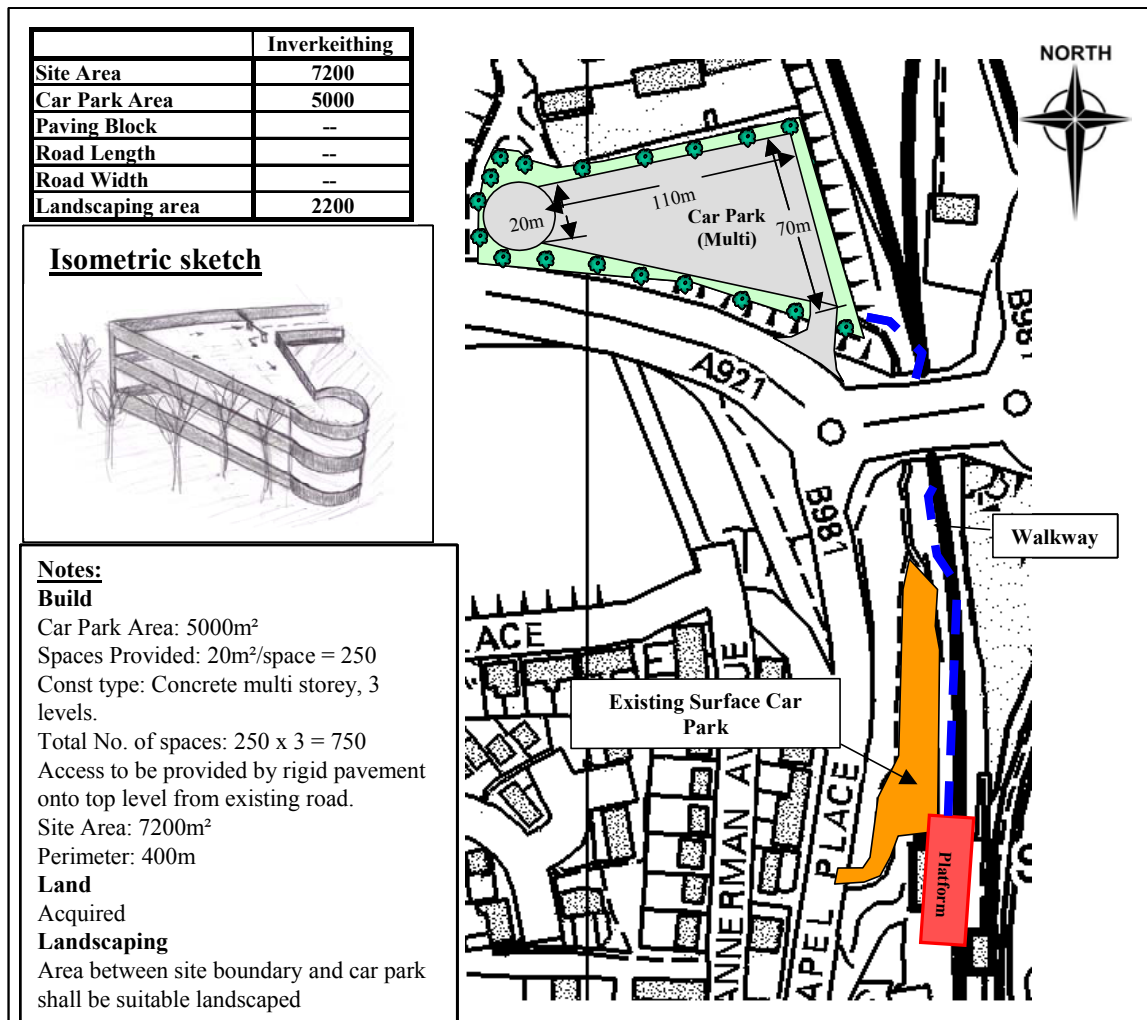 Inverkeithing
Site Area 7200
Car Park Area 5000
Paving Block --
Road Length --
Road Width --
Landscaping area 2200
Isometric sketch
Notes:
Build
Car Park Area: 5000m²
Spaces Provided: 20m²/space = 250
Const type: Concrete multi storey, 3
levels.
Total No. of spaces: 250 x 3 = 750
Access to be provided by rigid pavement
onto top level from existing road.
Site Area: 7200m²
Perimeter: 400m
Land
Acquired
Landscaping
Area between site boundary and car park
shall be suitable landscaped
NORTH
110m
20m
Car Park
(Multi)
70m
A921
B981
B981
Walkway
ACE
Existing Surface Car
Park
UE
ANNERMAN AV
APEL PLACE
Platform